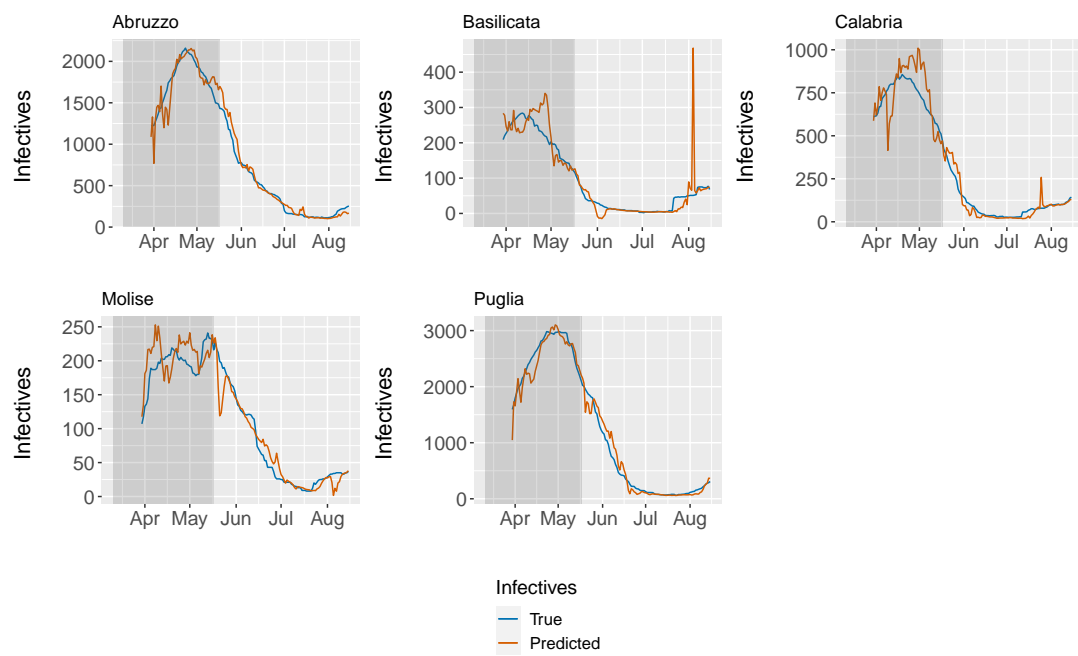 Abruzzo
Infectives
2000
1500
1000
500
0
Apr May Jun Jul Aug
Basilicata
Infectives
400
300
200
100
0
Apr May Jun Jul Aug
Calabria
Infectives
1000
750
500
250
0
Apr May Jun Jul Aug
Molise
Infectives
250
200
150
100
50
0
Apr May Jun Jul Aug
Puglia
Infectives
3000
2000
1000
0
Apr May Jun Jul Aug
Infectives
True
Predicted